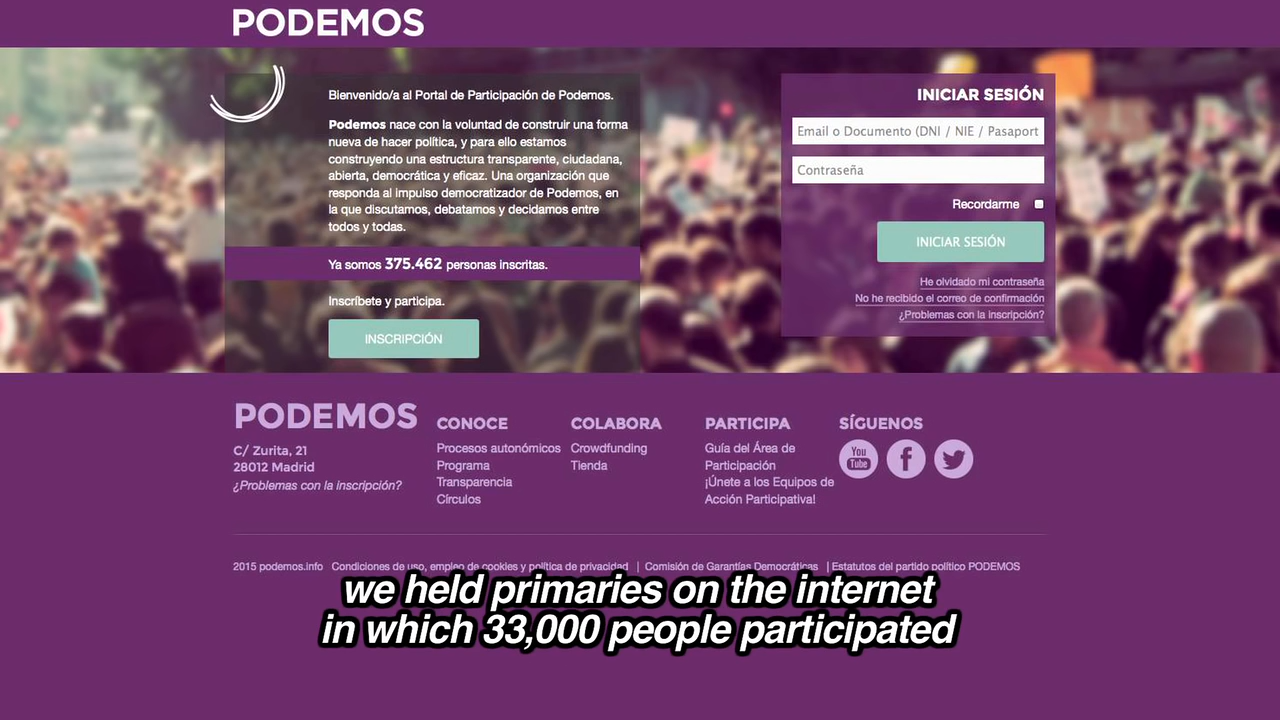 PODEMOS
Bienvenido/a al Portal de Participación de Podemos.
Podemos nace con la voluntad de construir una forma
nueva de hacer política, y para ello estamos
construyendo una estructura transparente, ciudadana,
abierta, democrática y eficaz. Una organización que
responda al impulso democratizador de Podemos, en
la que discutamos, debatamos y decidamos entre
todos y todas.
Ya somos 375.462 personas inscritas.
Inscríbete y participa.
INSCRIPCIÓN
INICIAR SESIÓN
Email o Documento (DNI / NIE / Pasaport
Contraseña
Recordarme
INICIAR SESIÓN
He olvidado mi contraseña
No he recibido el correo de confirmación
¿Problemas con la inscripción?
PODEMOS
C/ Zurita, 21
28012 Madrid
¿Problemas con la inscripción?
CONOCE
Procesos autonómicos
Programa
Transparencia
Círculos
COLABORA
Crowdfunding
Tienda
PARTICIPA
Guía del Área de
Participación
¡Únete a los Equipos de
Acción Participativa!
SÍGUENOS
You
Tube
2015 podemos.info Condiciones de uso, empleo de cookies y política de privacidad | Comisión de Garantías Democráticas | Estatutos del partido político PODEMOS
we held primaries on the internet
in which 33,000 people participated